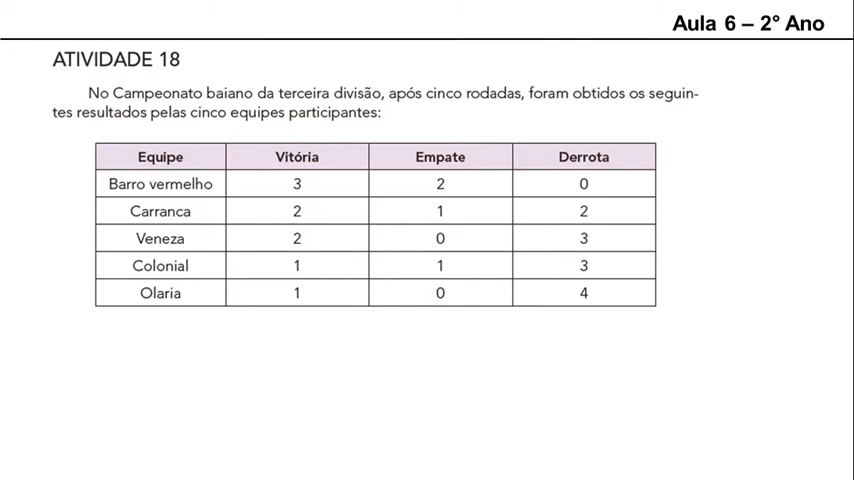 Aula 6 – 2° Ano
ATIVIDADE 18
No Campeonato baiano da terceira divisão, após cinco rodadas, foram obtidos os seguin-
tes resultados pelas cinco equipes participantes:
Equipe Vitória Empate Derrota
Barro vermelho 3 2 0
Carranca 2 1 2
Veneza 2 0 3
Colonial 1 1 3
Olaria 1 0 4